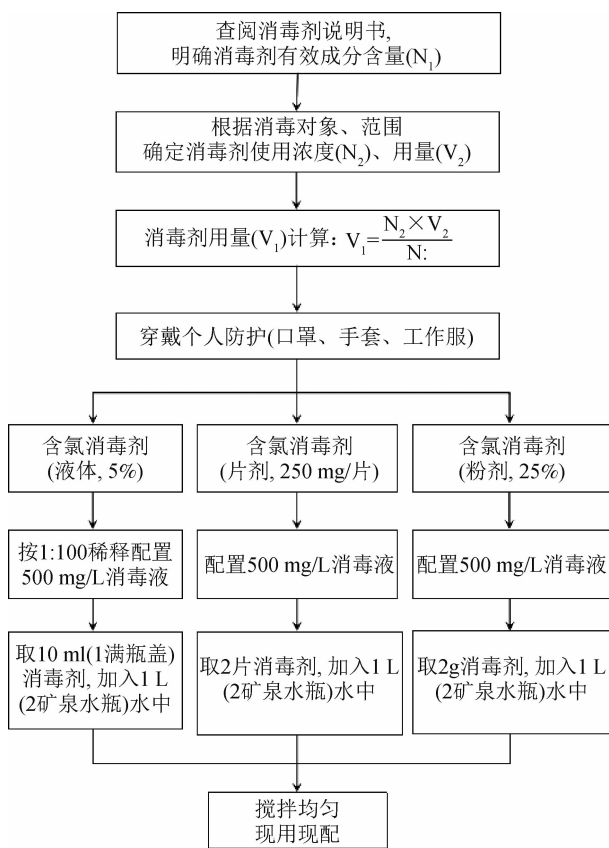 查阅消毒剂说明书,
明确消毒剂有效成分含量(N₁)
根据消毒对象、范围
确定消毒剂使用浓度(N₂)、用量(V₂)
消毒剂用量(V₁)计算: V₁=N₂×V₂/N:
穿戴个人防护(口罩、手套、工作服)
含氯消毒剂
(液体, 5%)
含氯消毒剂
(片剂, 250 mg/片)
含氯消毒剂
(粉剂, 25%)
按1:100稀释配置
500 mg/L消毒液
配置500 mg/L消毒液
配置500 mg/L消毒液
取10 ml(1满瓶盖)
消毒剂, 加入1 L
(2矿泉水瓶)水中
取2片消毒剂, 加入1 L
(2矿泉水瓶)水中
取2g消毒剂, 加入1 L
(2矿泉水瓶)水中
搅拌均匀
现用现配